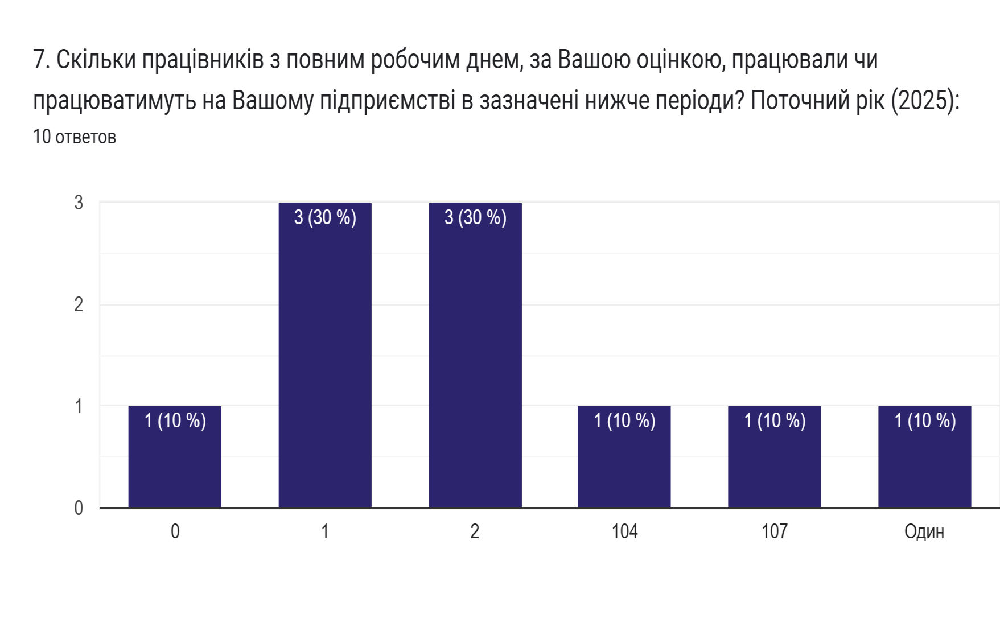 7. Скільки працівників з повним робочим днем, за Вашою оцінкою, працювали чи
працюватимуть на Вашому підприємстві в зазначені нижче періоди? Поточний рік (2025):
10 ответов
3
3 (30 %)
3 (30 %)
2
1
1 (10 %)
1 (10 %)
1 (10 %)
1 (10 %)
0
0
1
2
104
107
Один